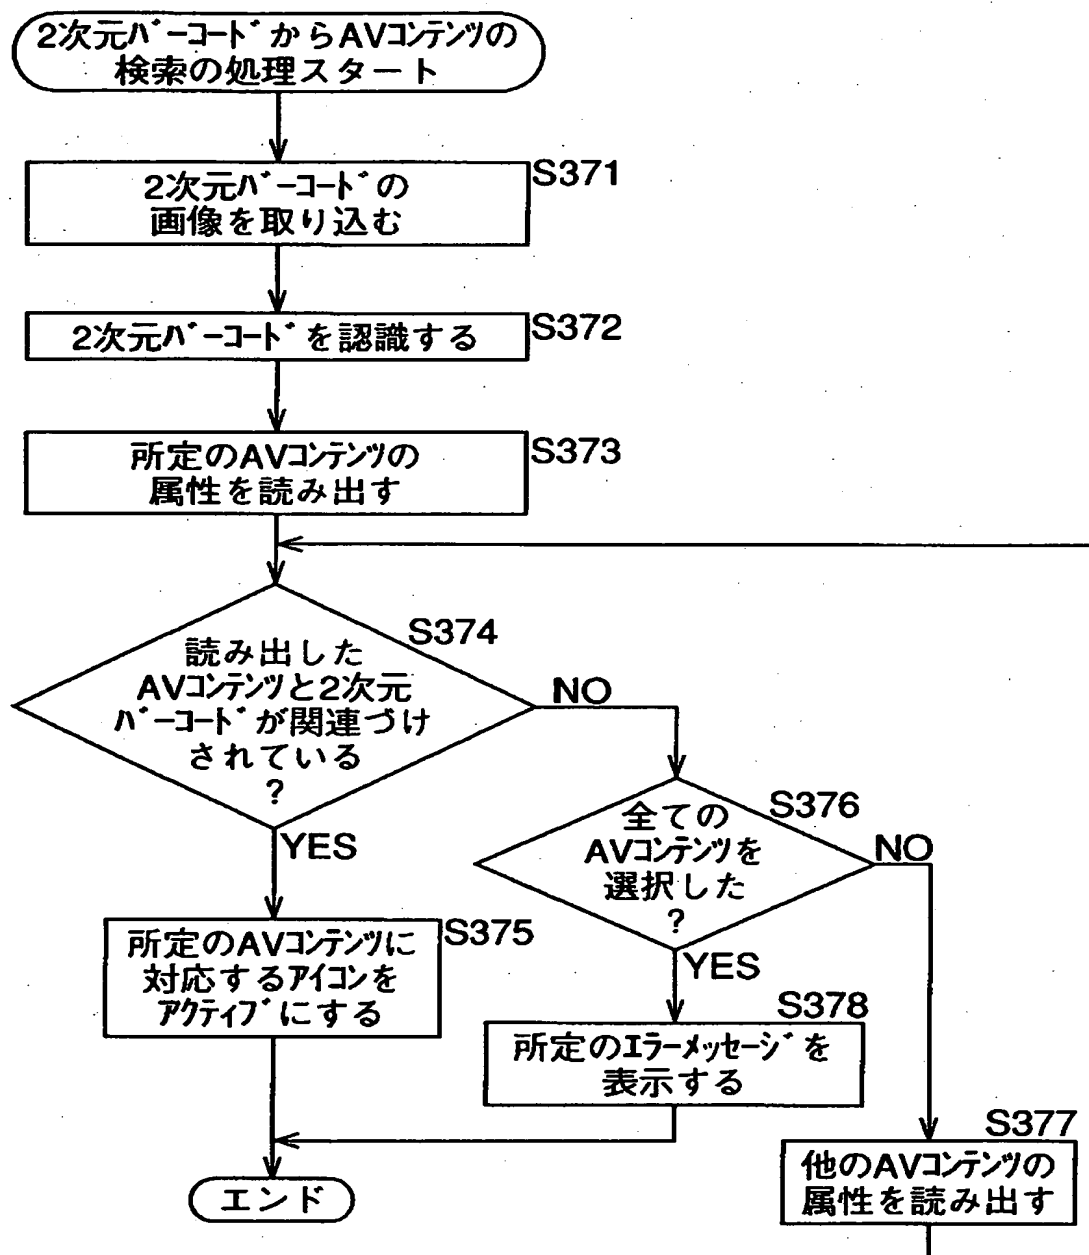 2次元ﾊﾞｰｺｰﾄﾞからAVｺﾝﾃﾝﾂの
検索の処理スタート
S371
2次元ﾊﾞｰｺｰﾄﾞの
画像を取り込む
S372
2次元ﾊﾞｰｺｰﾄﾞを認識する
S373
所定のAVｺﾝﾃﾝﾂの
属性を読み出す
S374
読み出した
AVｺﾝﾃﾝﾂと2次元
ﾊﾞｰｺｰﾄﾞが関連づけ
されている
?
NO
YES
S376
全ての
AVｺﾝﾃﾝﾂを
選択した
?
NO
YES
S375
所定のAVｺﾝﾃﾝﾂに
対応するｱｲｺﾝを
ｱｸﾃｨﾌﾞにする
S378
所定のｴﾗｰﾒｯｾｰｼﾞを
表示する
S377
他のAVｺﾝﾃﾝﾂの
属性を読み出す
エンド